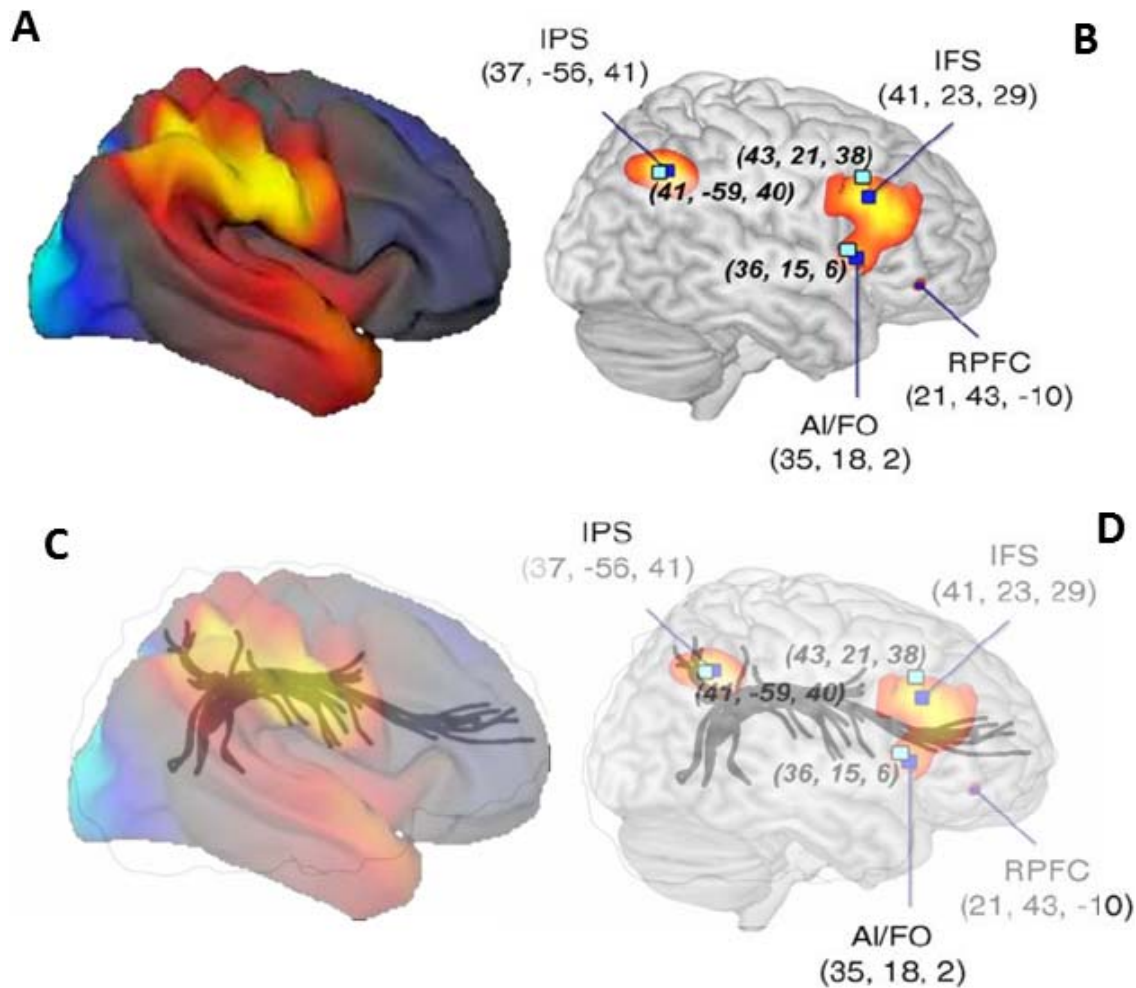 A
B
IPS
(37, -56, 41)
IFS
(41, 23, 29)
(43, 21, 38)
(41, -59, 40)
(36, 15, 6)
RPFC
(21, 43, -10)
AI/FO
(35, 18, 2)
C
D
IPS
(37, -56, 41)
IFS
(41, 23, 29)
(43, 21, 38)
(41, -59, 40)
(36, 15, 6)
RPFC
(21, 43, -10)
AI/FO
(35, 18, 2)